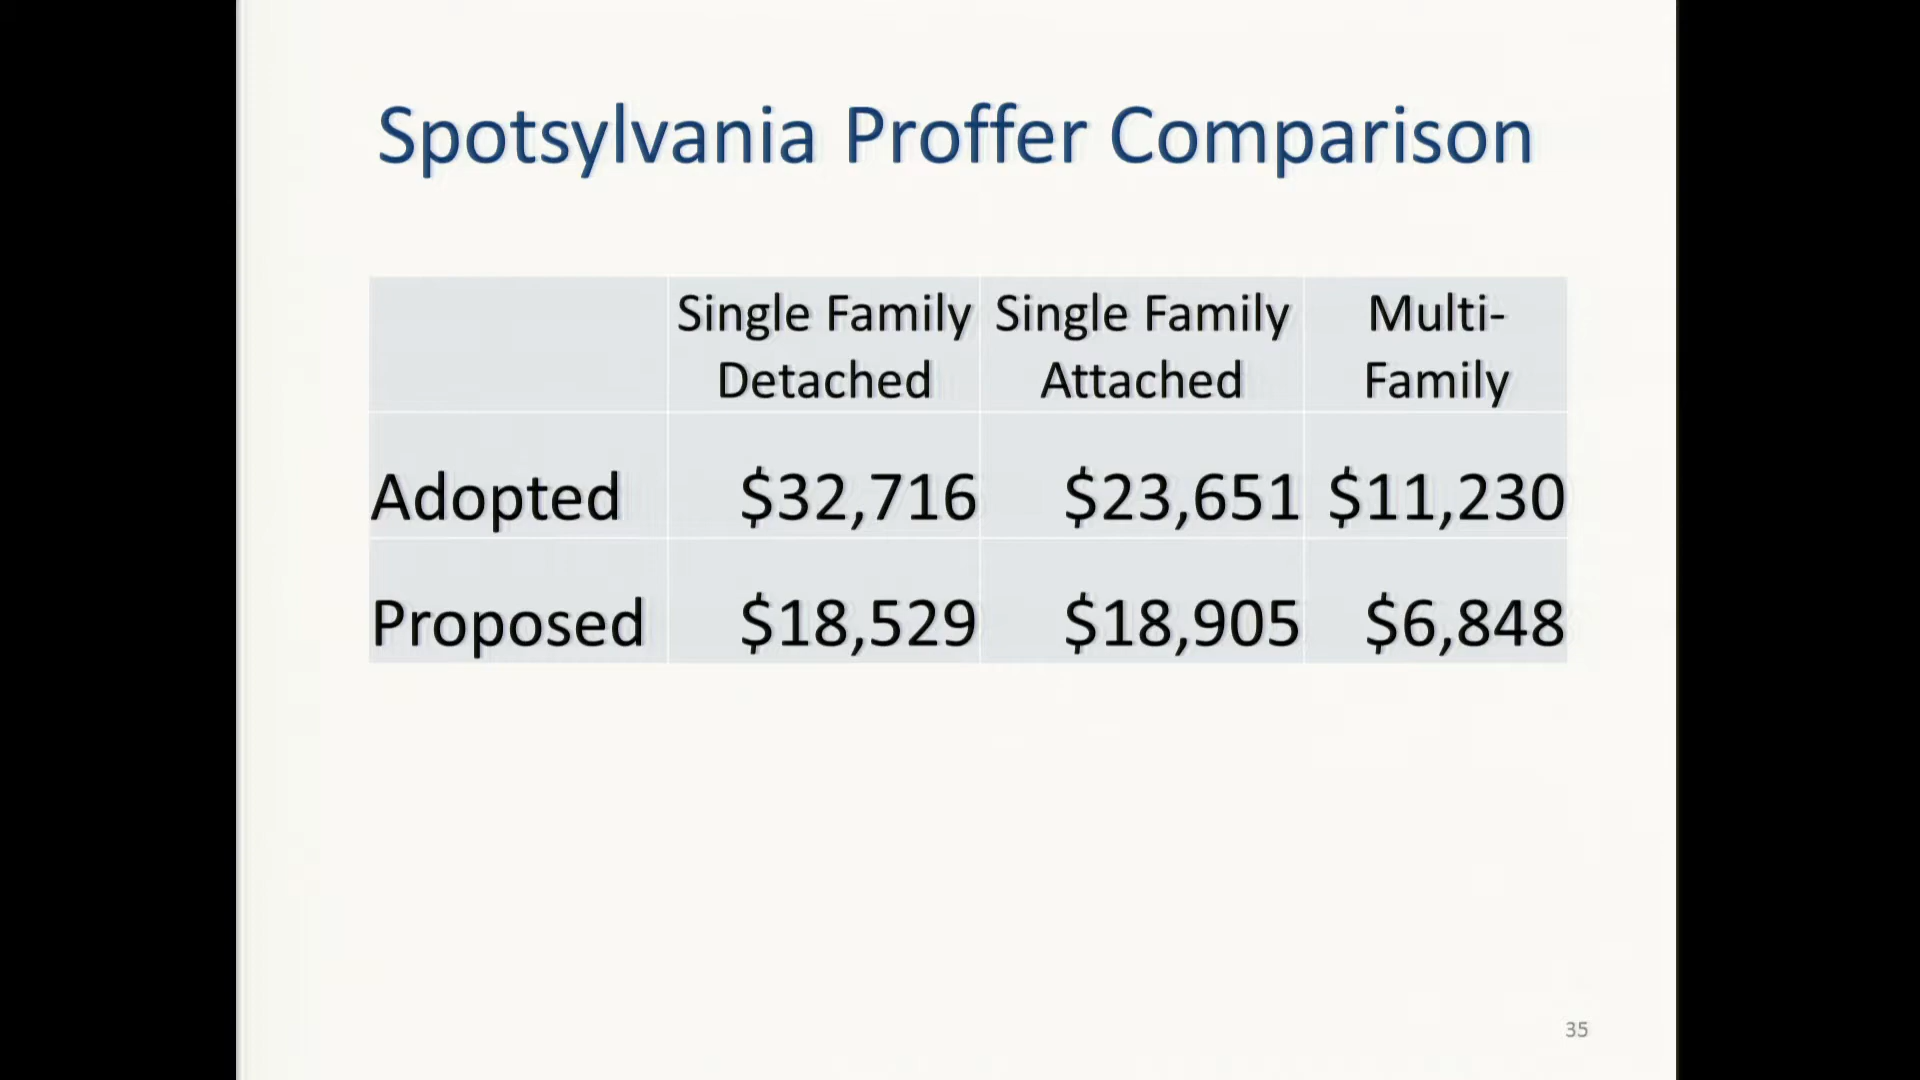 Spotsylvania Proffer Comparison
Single Family Detached Single Family Attached Multi-Family
Adopted $32,716 $23,651 $11,230
Proposed $18,529 $18,905 $6,848
35